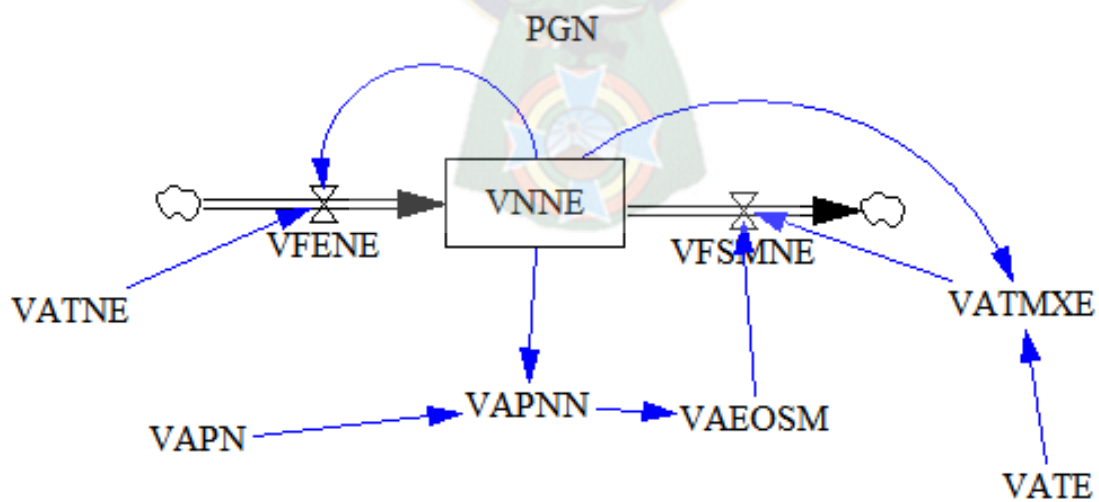 PGN
VNNE
VFENE
VFSMNE
VATNE
VATMXE
VAPNN
VAEOSM
VAPN
VATE